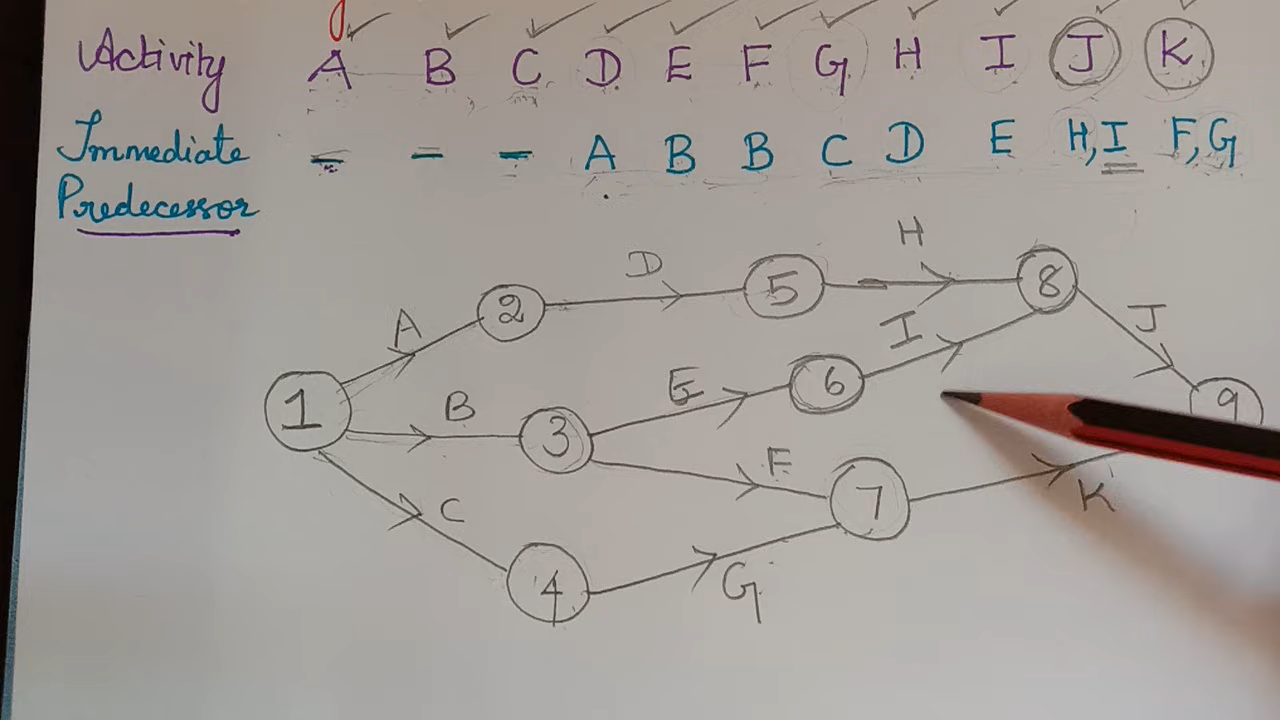 Activity A B C D E F G H I J K
Immediate Predecessor - - - A B B C D E H,I F,G
H
D
5
8
2
J
A
I
E
6
9
1
B
3
F
7
K
C
4
G